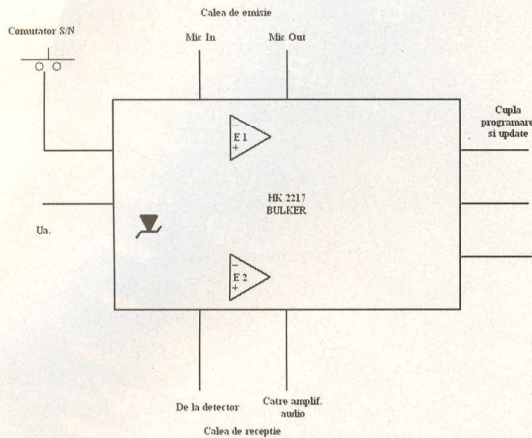 Calea de emisie
Comutator S/N
Mic In
Mic Out
Cupla
programare
si update
−
E 1
+
HK 2217
BULKER
Ua.
−
E 2
+
De la detector
Catre amplif.
audio
Calea de receptie